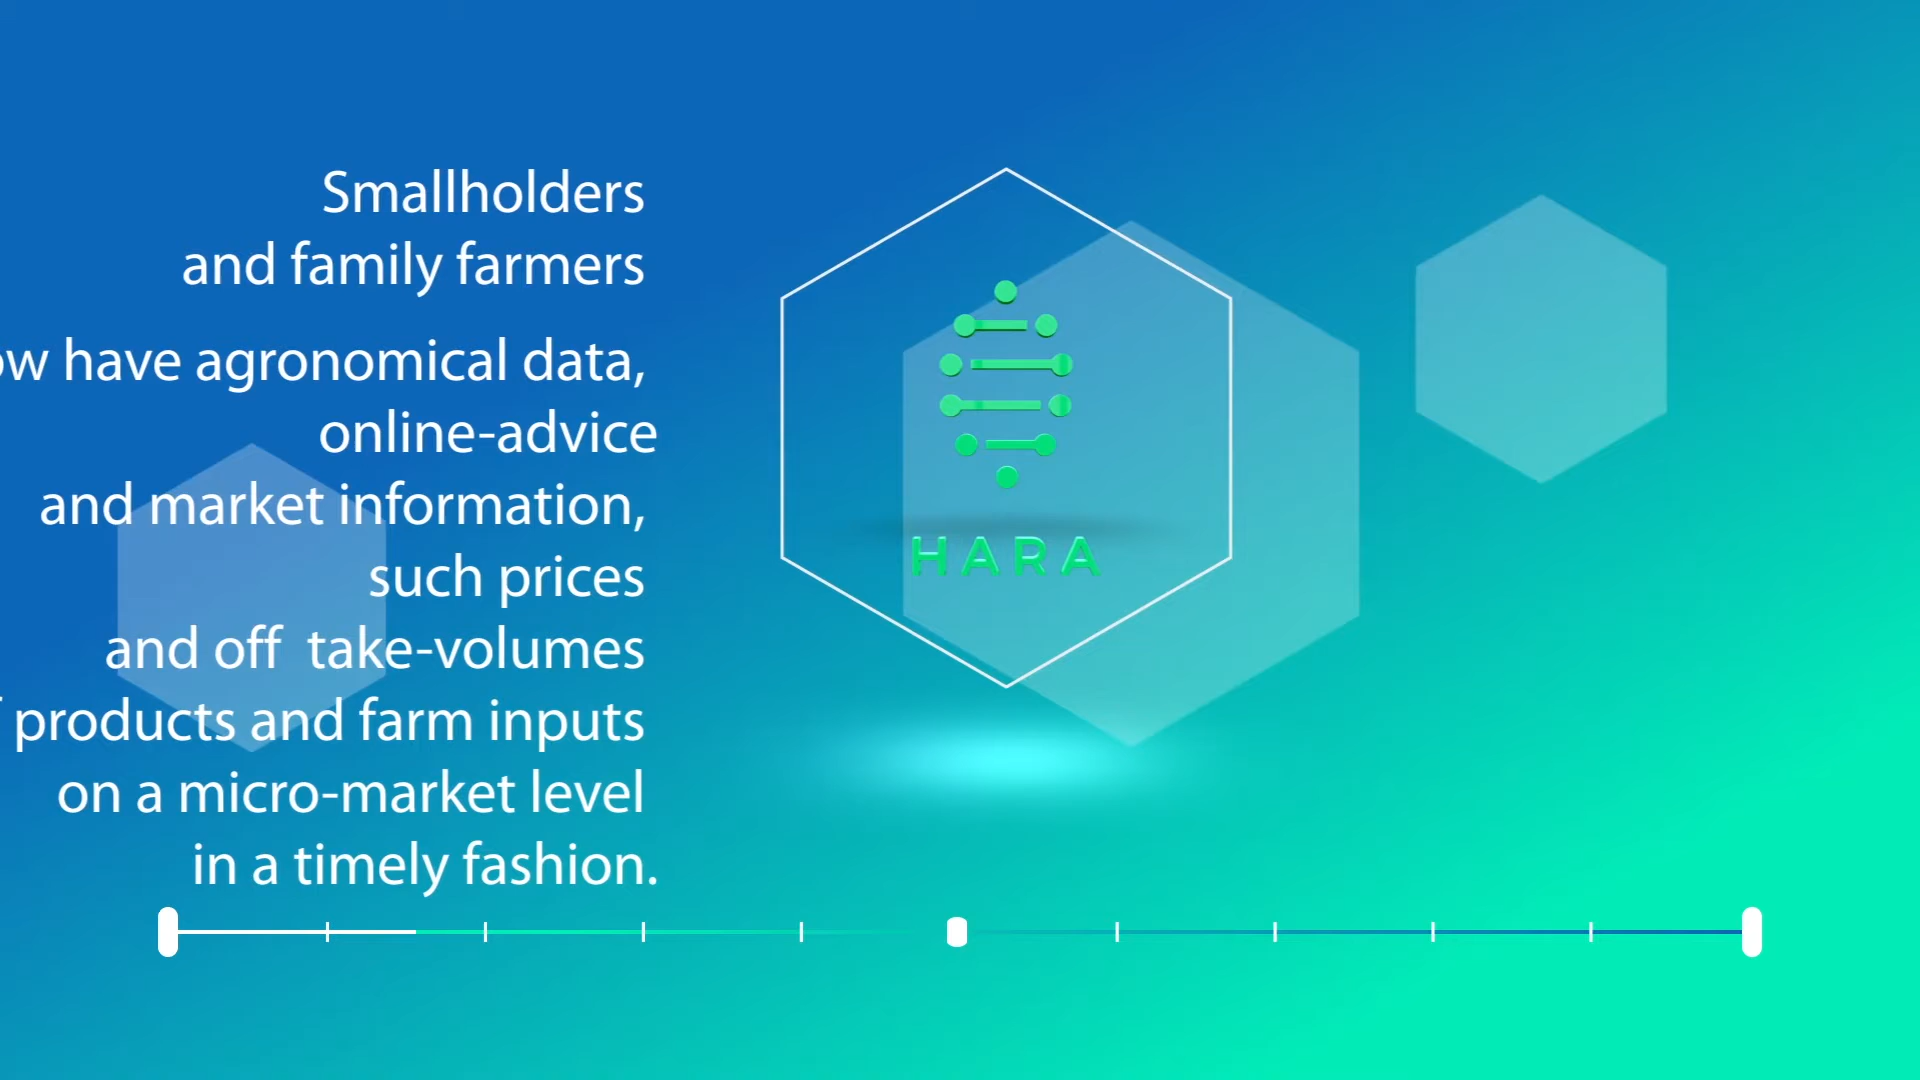 Smallholders
and family farmers
have agronomical data,
online-advice
and market information,
such prices
and off take-volumes
products and farm inputs
on a micro-market level
in a timely fashion.
HARA